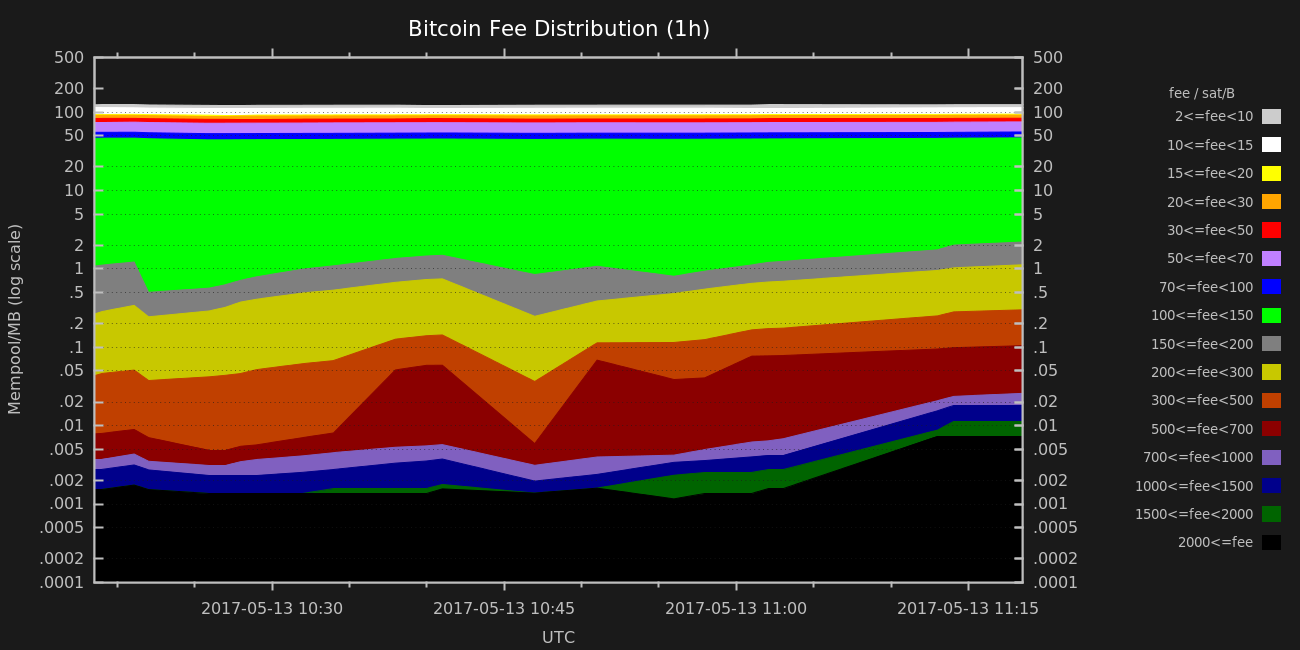 Bitcoin Fee Distribution (1h)
500
200
100
50
20
10
5
2
1
.5
.2
.1
.05
.02
.01
.005
.002
.001
.0005
.0002
.0001
Mempool/MB (log scale)
500
200
100
50
20
10
5
2
1
.5
.2
.1
.05
.02
.01
.005
.002
.001
.0005
.0002
.0001
2017-05-13 10:30
2017-05-13 10:45
2017-05-13 11:00
2017-05-13 11:15
UTC
fee / sat/B
2<=fee<10
10<=fee<15
15<=fee<20
20<=fee<30
30<=fee<50
50<=fee<70
70<=fee<100
100<=fee<150
150<=fee<200
200<=fee<300
300<=fee<500
500<=fee<700
700<=fee<1000
1000<=fee<1500
1500<=fee<2000
2000<=fee